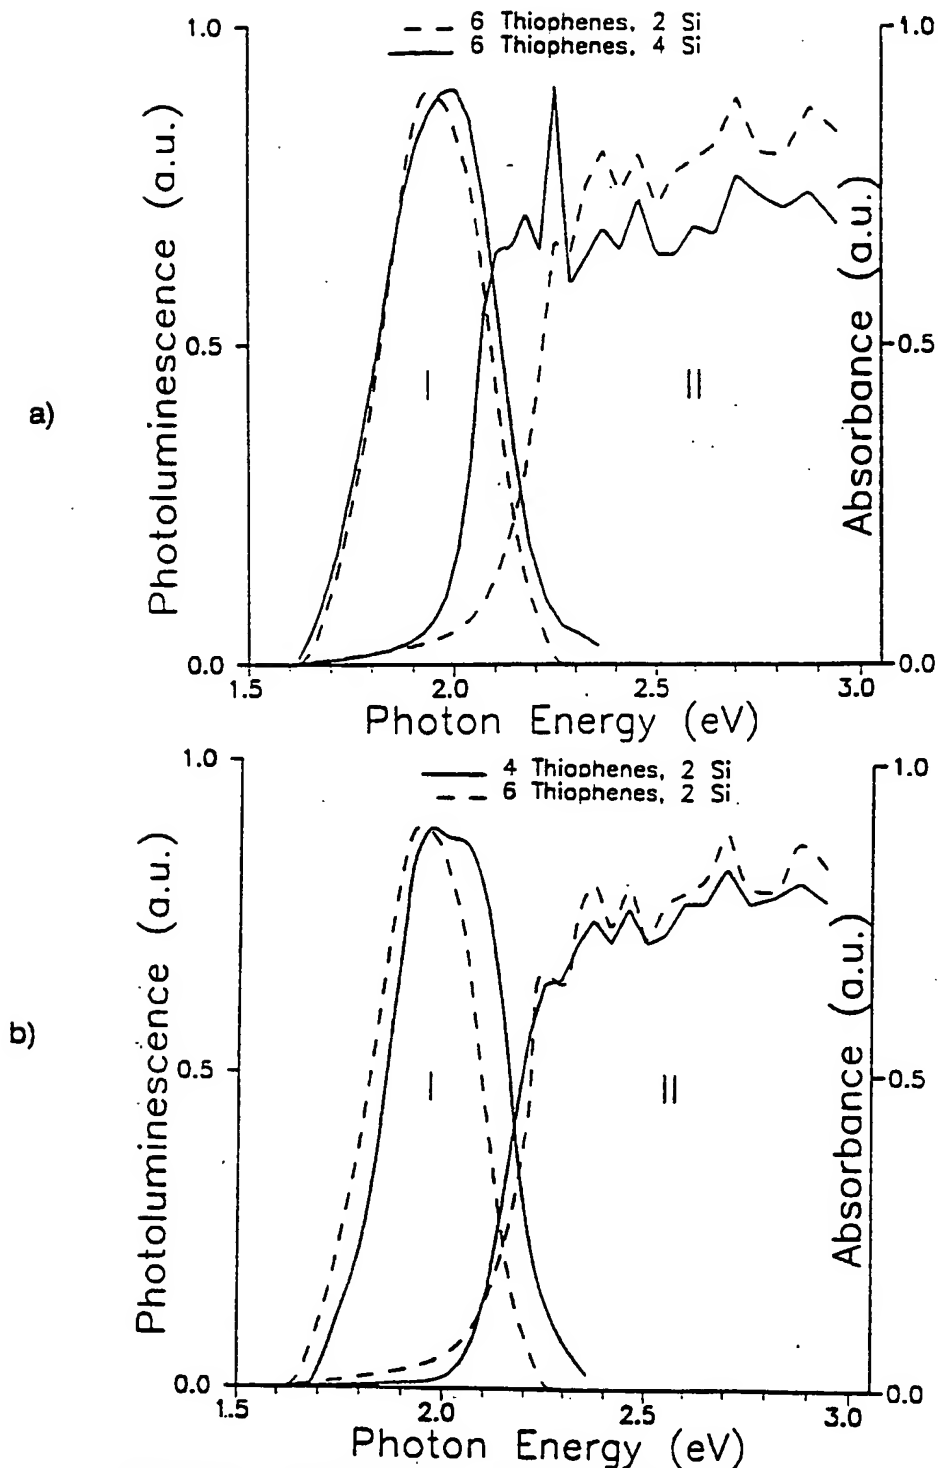 6 Thiophenes, 2 Si
6 Thiophenes, 4 Si
1.0
1.0
Photoluminescence (a.u.)
Absorbance (a.u.)
0.5
0.5
I
II
a)
0.0
0.0
1.5
2.0
2.5
3.0
Photon Energy (eV)
1.0
1.0
4 Thiophenes, 2 Si
6 Thiophenes, 2 Si
Photoluminescence (a.u.)
Absorbance (a.u.)
b)
0.5
0.5
I
II
0.0
0.0
1.5
2.0
2.5
3.0
Photon Energy (eV)